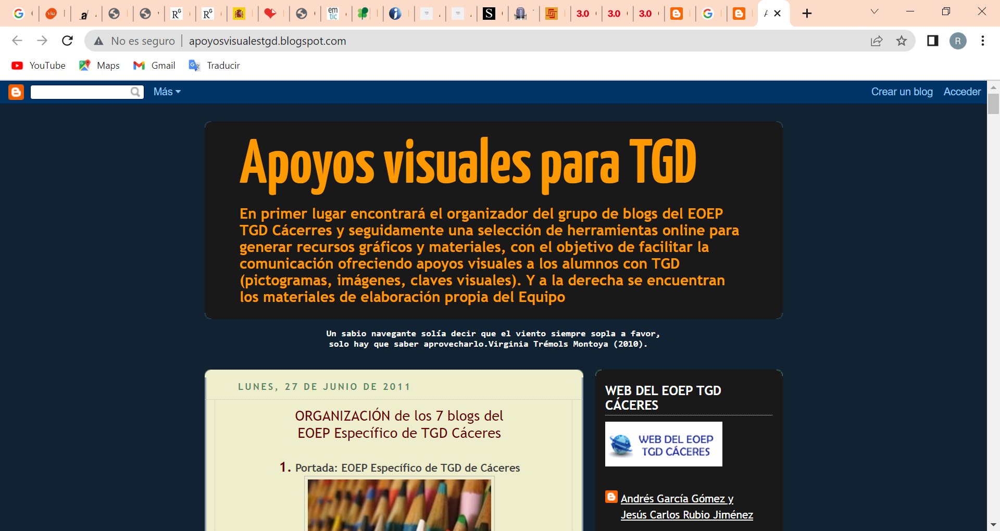 viu
a
R^G
R^G
em
tic
S
3.0
3.0
3.0
No es seguro
apoyosvisualestgd.blogspot.com
R
YouTube
Maps
Gmail
Traducir
Más
Crear un blog
Acceder
Apoyos visuales para TGD
En primer lugar encontrará el organizador del grupo de blogs del EOEP
TGD Cácerres y seguidamente una selección de herramientas online para
generar recursos gráficos y materiales, con el objetivo de facilitar la
comunicación ofreciendo apoyos visuales a los alumnos con TGD
(pictogramas, imágenes, claves visuales). Y a la derecha se encuentran
los materiales de elaboración propia del Equipo
Un sabio navegante solía decir que el viento siempre sopla a favor,
solo hay que saber aprovecharlo.Virginia Trémols Montoya (2010).
LUNES, 27 DE JUNIO DE 2011
ORGANIZACIÓN de los 7 blogs del
EOEP Específico de TGD Cáceres
1. Portada: EOEP Específico de TGD de Cáceres
WEB DEL EOEP TGD
CÁCERES
WEB DEL EOEP
TGD CÁCERES
Andrés García Gómez y
Jesús Carlos Rubio Jiménez